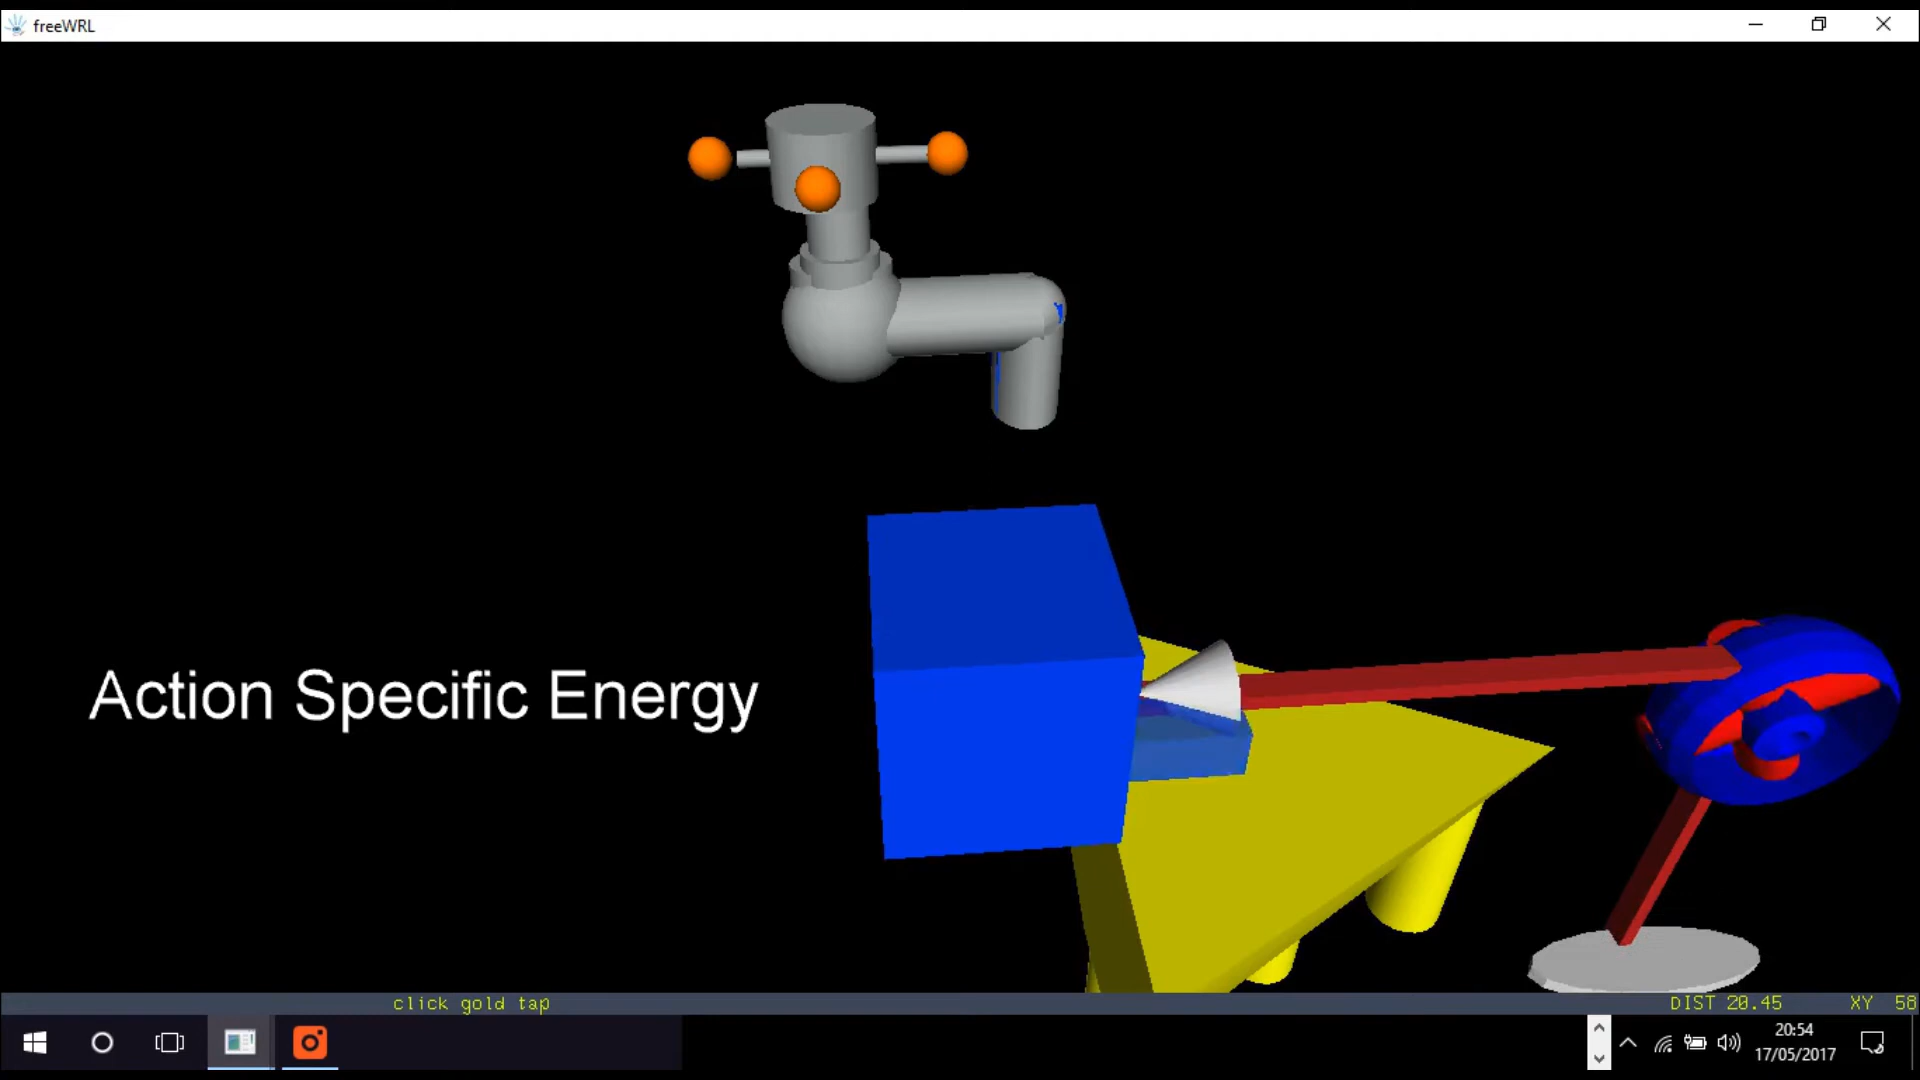 freeWRL
Action Specific Energy
click gold tap
DIST 20.45 XY 58
20:54
17/05/2017